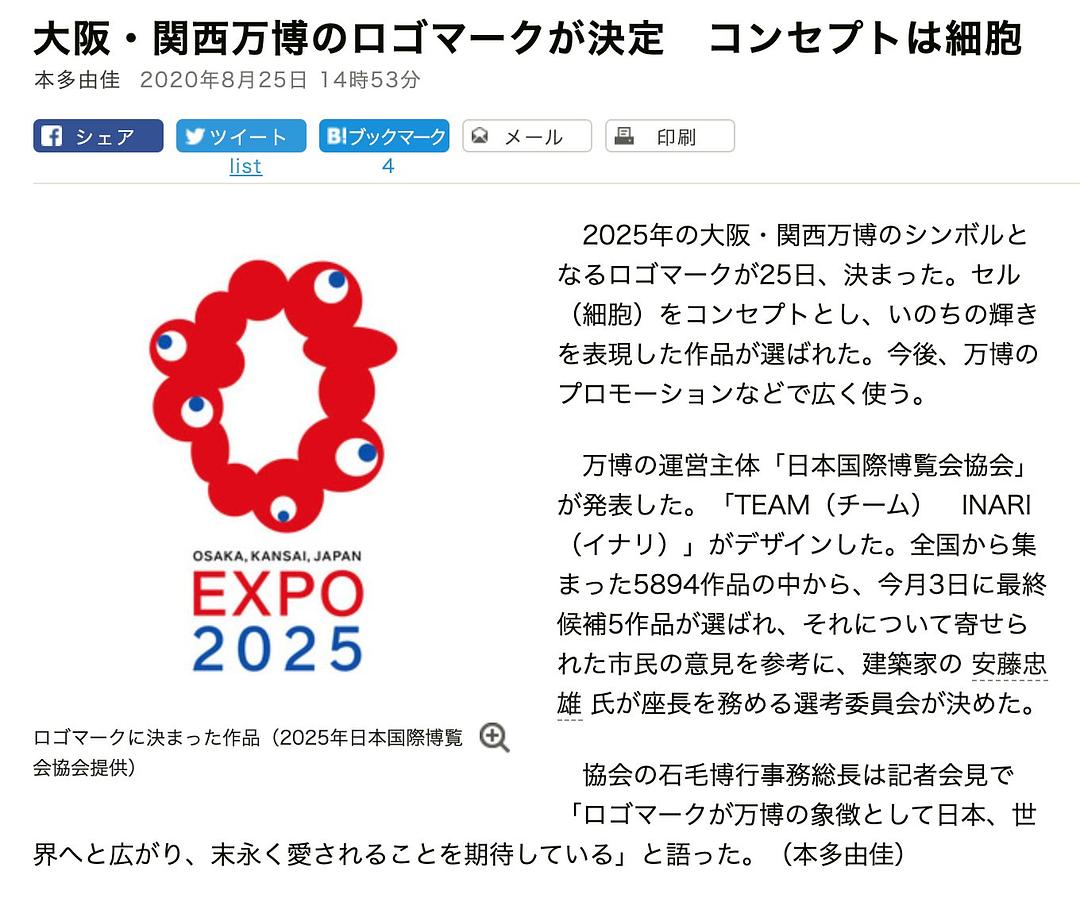 大阪・関西万博のロゴマークが決定　コンセプトは細胞
本多由佳 2020年8月25日 14時53分
シェア
ツイート
B!ブックマーク
メール
印刷
list
4
OSAKA, KANSAI, JAPAN
EXPO
2025
ロゴマークに決まった作品（2025年日本国際博覧
会協会提供）
2025年の大阪・関西万博のシンボルと
なるロゴマークが25日、決まった。セル
（細胞）をコンセプトとし、いのちの輝き
を表現した作品が選ばれた。今後、万博の
プロモーションなどで広く使う。
万博の運営主体「日本国際博覧会協会」
が発表した。「TEAM（チーム）　INARI
（イナリ）」がデザインした。全国から集
まった5894作品の中から、今月3日に最終
候補5作品が選ばれ、それについて寄せら
れた市民の意見を参考に、建築家の 安藤忠
雄 氏が座長を務める選考委員会が決めた。
協会の石毛博行事務総長は記者会見で
「ロゴマークが万博の象徴として日本、世
界へと広がり、末永く愛されることを期待している」と語った。（本多由佳）